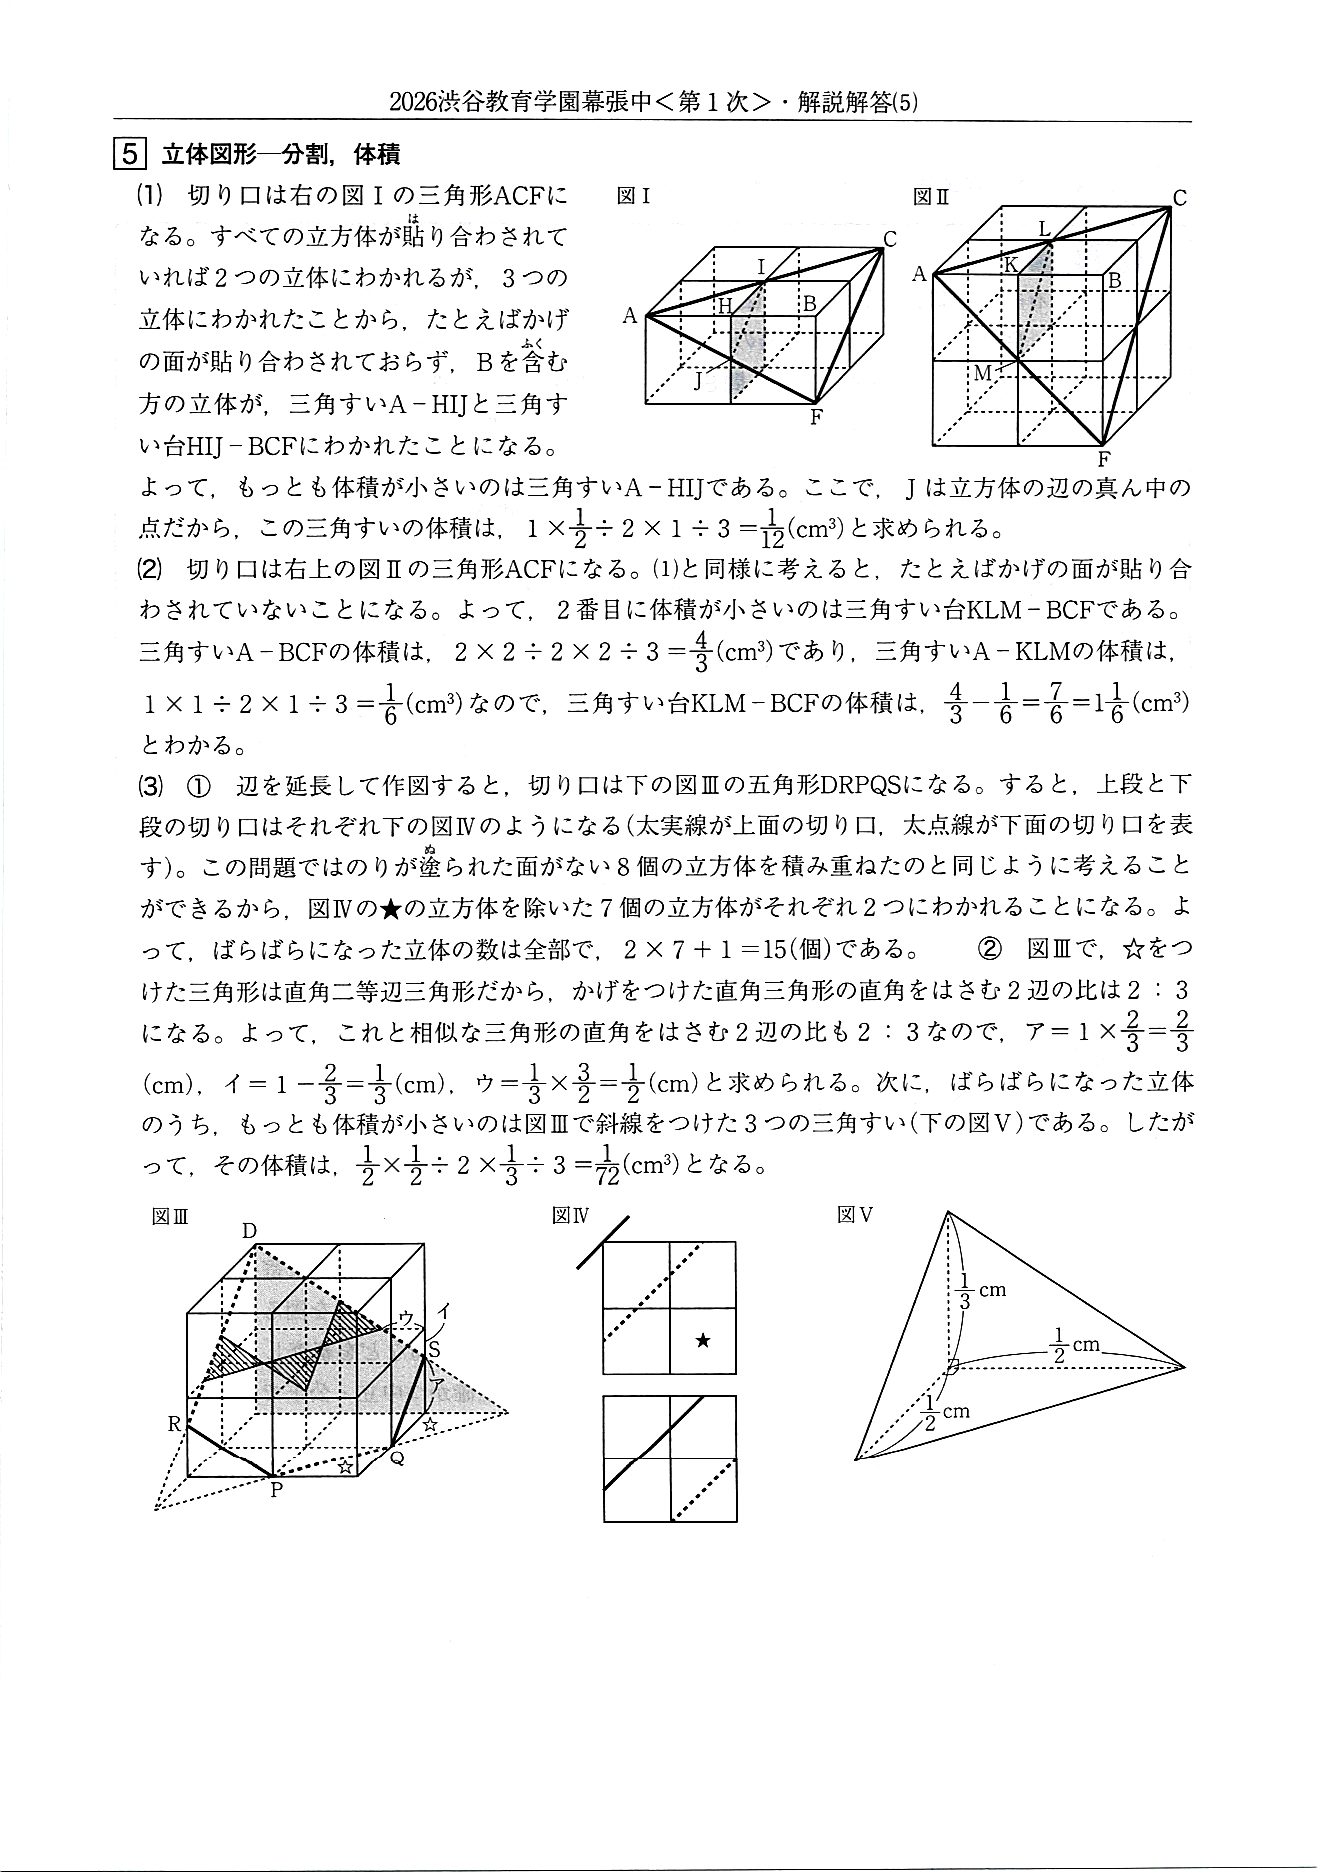 2026渋谷教育学園幕張中＜第1次＞・解説解答(5)
5 立体図形―分割，体積
(1) 切り口は右の図Ⅰの三角形ACFに
なる。すべての立方体が貼り合わされて
は
いれば2つの立体にわかれるが，3つの
立体にわかれたことから，たとえばかげ
の面が貼り合わされておらず，Bを含む
ふく
方の立体が，三角すいA－HIJと三角す
い台HIJ－BCFにわかれたことになる。
図Ⅰ
A
H
I
B
C
J
F
図Ⅱ
A
K
L
B
C
M
F
よって，もっとも体積が小さいのは三角すいA－HIJである。ここで，Jは立方体の辺の真ん中の
点だから，この三角すいの体積は，1×1/2÷2×1÷3＝1/12(cm³)と求められる。
(2) 切り口は右上の図Ⅱの三角形ACFになる。(1)と同様に考えると，たとえばかげの面が貼り合
わされていないことになる。よって，2番目に体積が小さいのは三角すい台KLM－BCFである。
三角すいA－BCFの体積は，2×2÷2×2÷3＝4/3(cm³)であり，三角すいA－KLMの体積は，
1×1÷2×1÷3＝1/6(cm³)なので，三角すい台KLM－BCFの体積は，4/3－1/6＝7/6＝1 1/6(cm³)
とわかる。
(3) ① 辺を延長して作図すると，切り口は下の図Ⅲの五角形DRPQSになる。すると，上段と下
段の切り口はそれぞれ下の図Ⅳのようになる(太実線が上面の切り口，太点線が下面の切り口を表
す)。この問題ではのりが塗られた面がない8個の立方体を積み重ねたのと同じように考えること
ぬ
ができるから，図Ⅳの★の立方体を除いた7個の立方体がそれぞれ2つにわかれることになる。よ
って，ばらばらになった立体の数は全部で，2×7＋1＝15(個)である。 ② 図Ⅲで，☆をつ
けた三角形は直角二等辺三角形だから，かげをつけた直角三角形の直角をはさむ2辺の比は2：3
になる。よって，これと相似な三角形の直角をはさむ2辺の比も2：3なので，ア＝1×2/3＝2/3
(cm)，イ＝1－2/3＝1/3(cm)，ウ＝1/3×3/2＝1/2(cm)と求められる。次に，ばらばらになった立体
のうち，もっとも体積が小さいのは図Ⅲで斜線をつけた3つの三角すい(下の図Ⅴ)である。したが
って，その体積は，1/2×1/2÷2×1/3÷3＝1/72(cm³)となる。
図Ⅲ
D
ウ
イ
S
ア
R
☆
☆
Q
P
図Ⅳ
★
図Ⅴ
1/3 cm
1/2 cm
1/2 cm